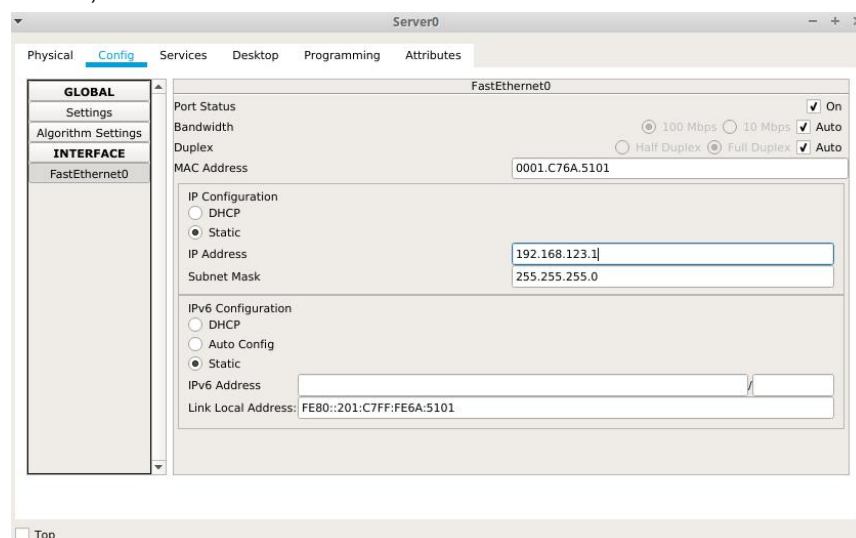 Server0
Physical Config Services Desktop Programming Attributes
GLOBAL
Settings
Algorithm Settings
INTERFACE
FastEthernet0
FastEthernet0
Port Status On
Bandwidth 100 Mbps 10 Mbps Auto
Duplex Half Duplex Full Duplex Auto
MAC Address 0001.C76A.5101
IP Configuration
DHCP
Static
IP Address 192.168.123.1
Subnet Mask 255.255.255.0
IPv6 Configuration
DHCP
Auto Config
Static
IPv6 Address /
Link Local Address: FE80::201:C7FF:FE6A:5101
Top